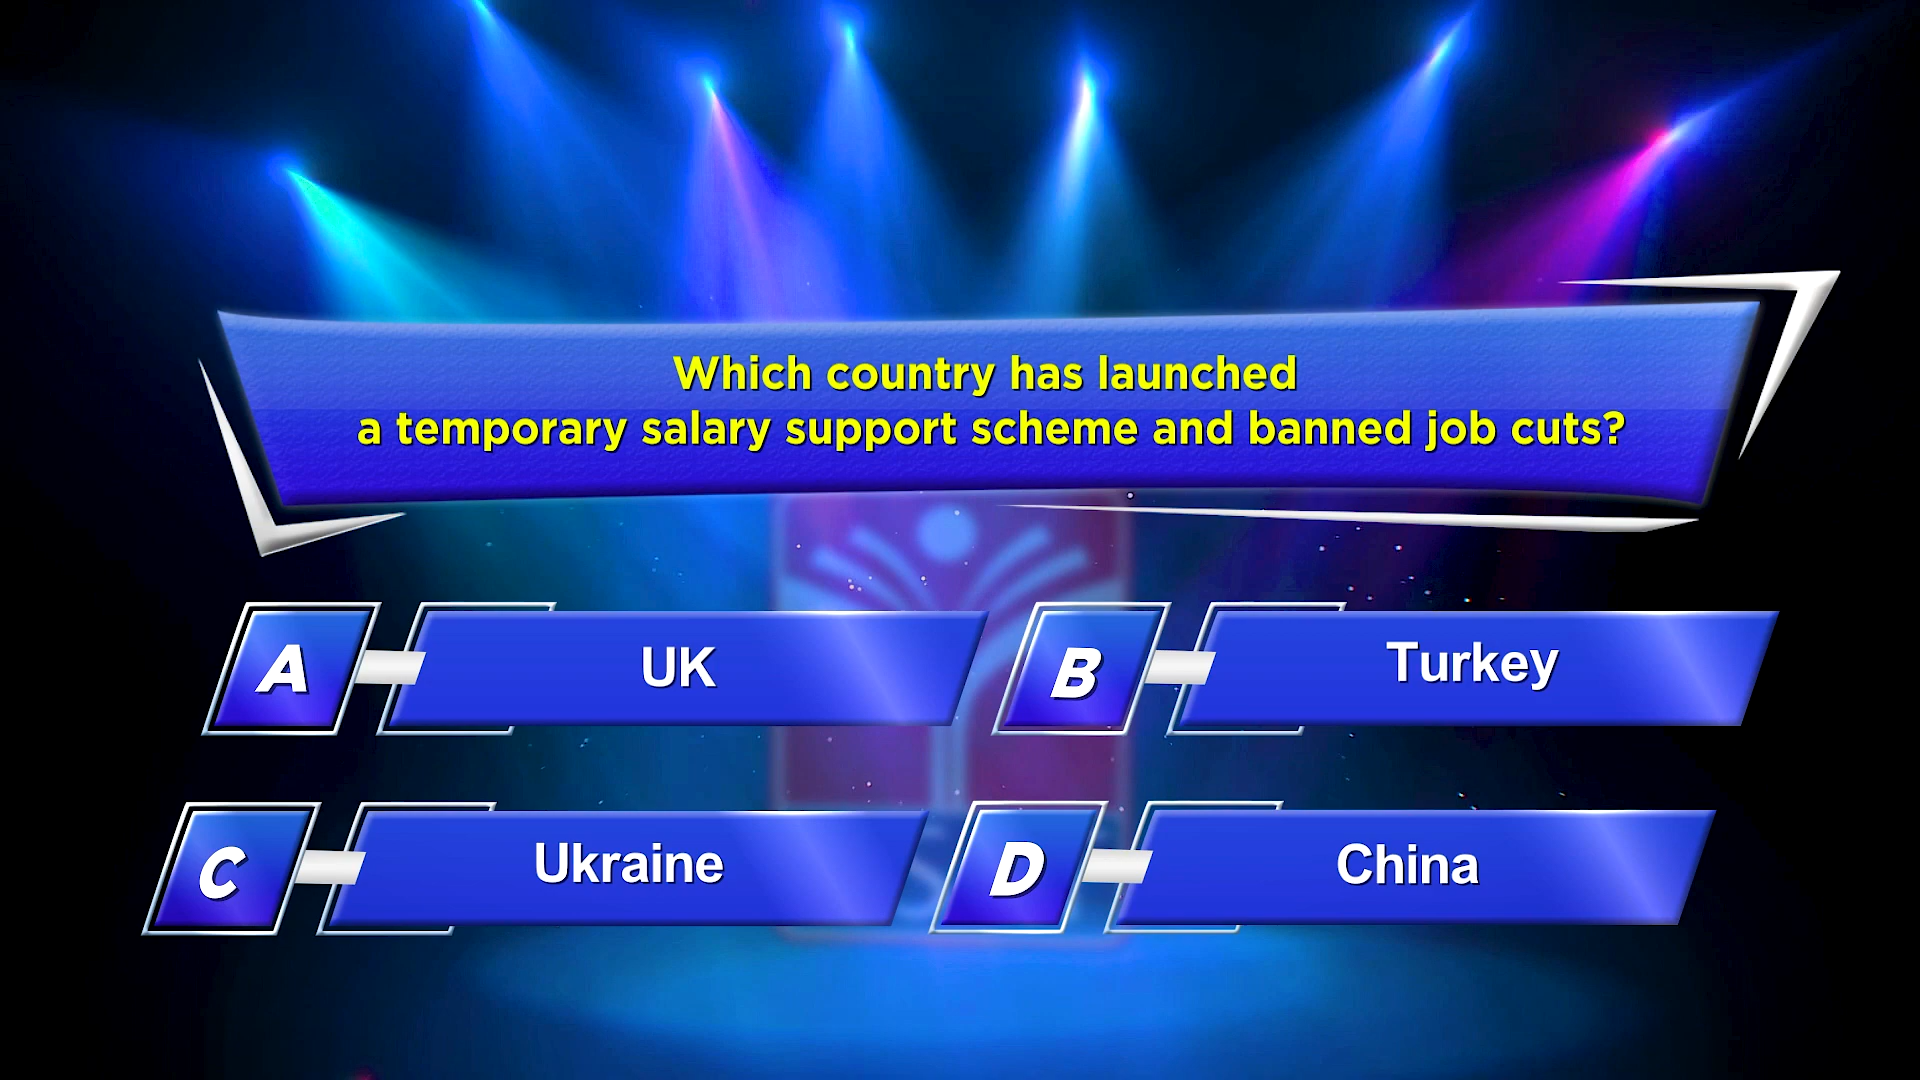 Which country has launched
a temporary salary support scheme and banned job cuts?
A UK
B Turkey
C Ukraine
D China